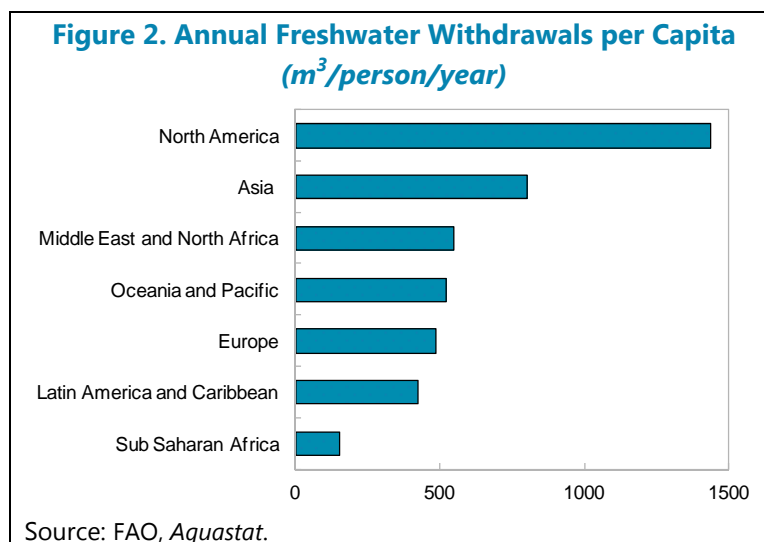 Figure 2. Annual Freshwater Withdrawals per Capita
(m³/person/year)
North America
Asia
Middle East and North Africa
Oceania and Pacific
Europe
Latin America and Caribbean
Sub Saharan Africa
0 500 1000 1500
Source: FAO, Aquastat.